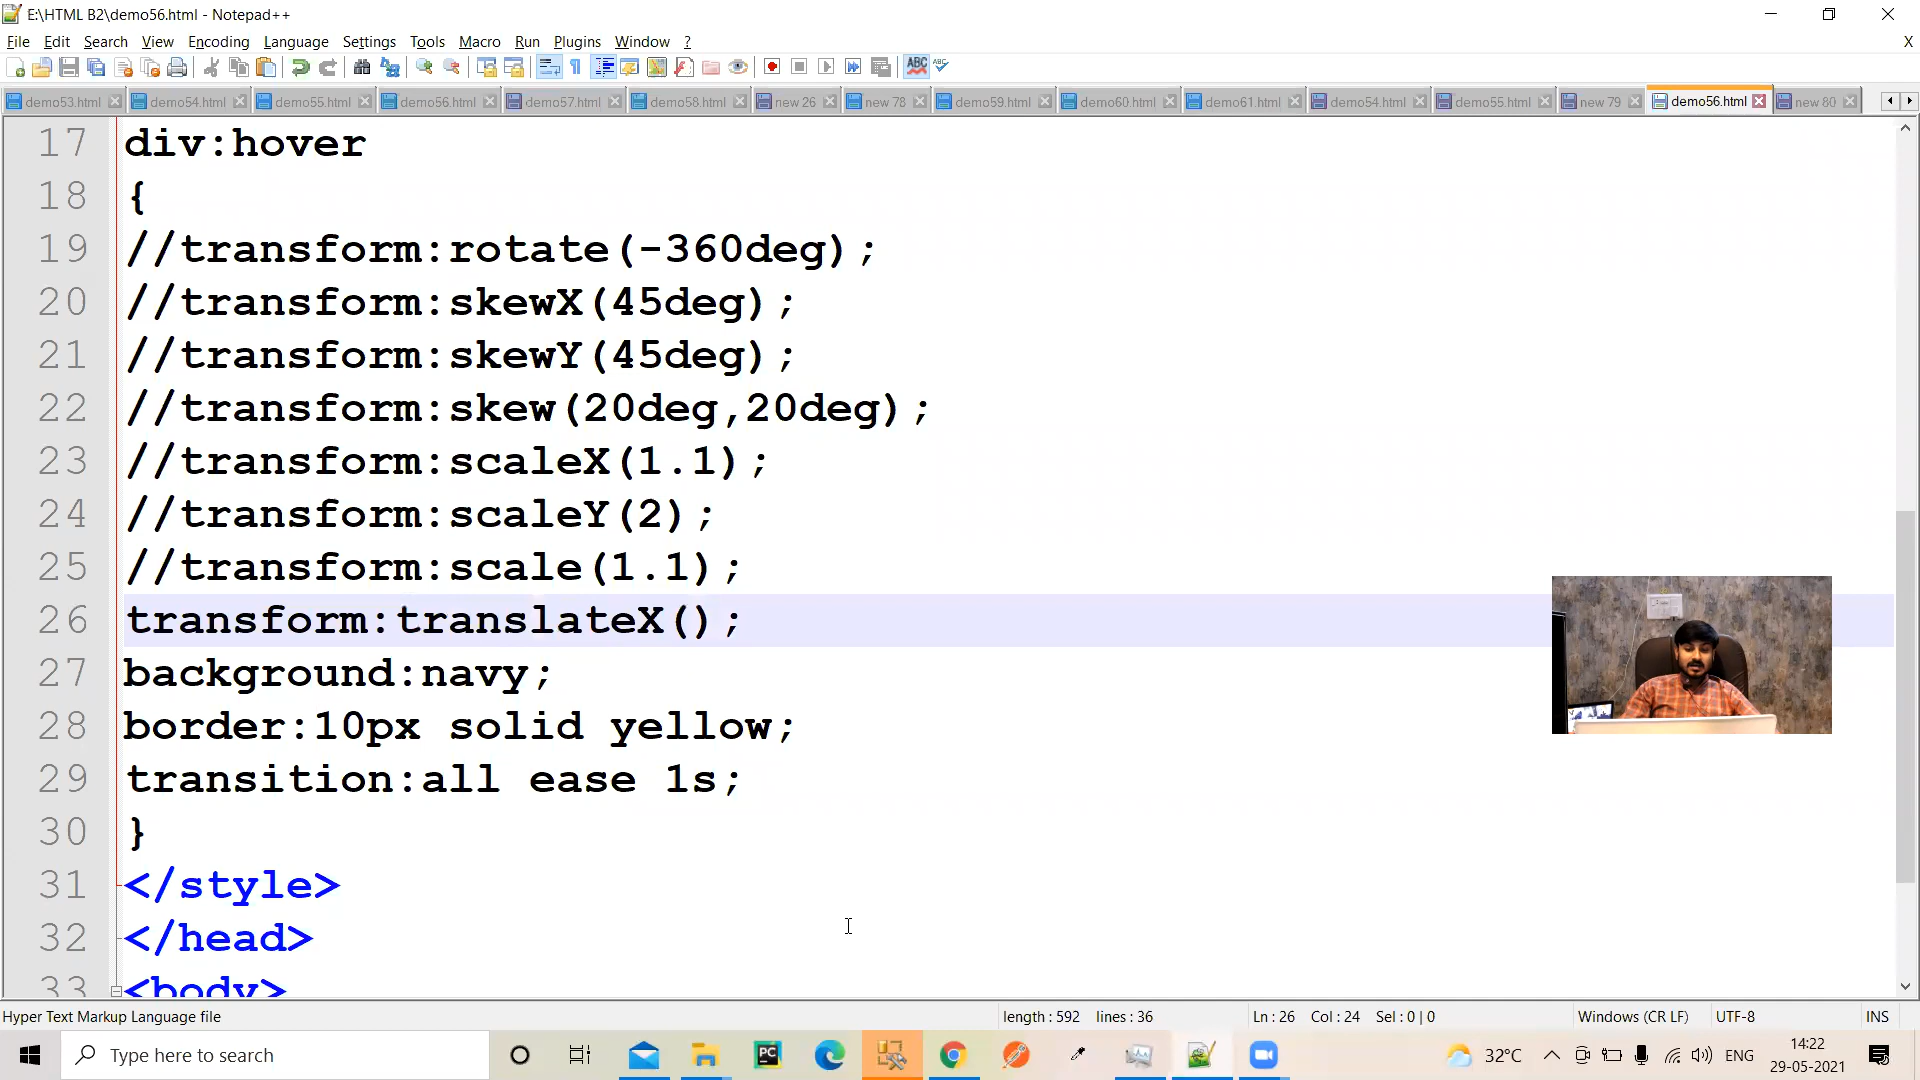 E:\HTML B2\demo56.html - Notepad++
File Edit Search View Encoding Language Settings Tools Macro Run Plugins Window ? X
demo53.html demo54.html demo55.html demo56.html demo57.html demo58.html new 26 new 78 demo59.html demo60.html demo61.html demo54.html demo55.html new 79 demo56.html new 80
17 div:hover
18 {
19 //transform:rotate(-360deg);
20 //transform:skewX(45deg);
21 //transform:skewY(45deg);
22 //transform:skew(20deg,20deg);
23 //transform:scaleX(1.1);
24 //transform:scaleY(2);
25 //transform:scale(1.1);
26 transform:translateX();
27 background:navy;
28 border:10px solid yellow;
29 transition:all ease 1s;
30 }
31 </style>
32 </head>
33 <body>
Hyper Text Markup Language file length : 592 lines : 36 Ln : 26 Col : 24 Sel : 0 | 0 Windows (CR LF) UTF-8 INS
Type here to search 32°C ENG 14:22
29-05-2021